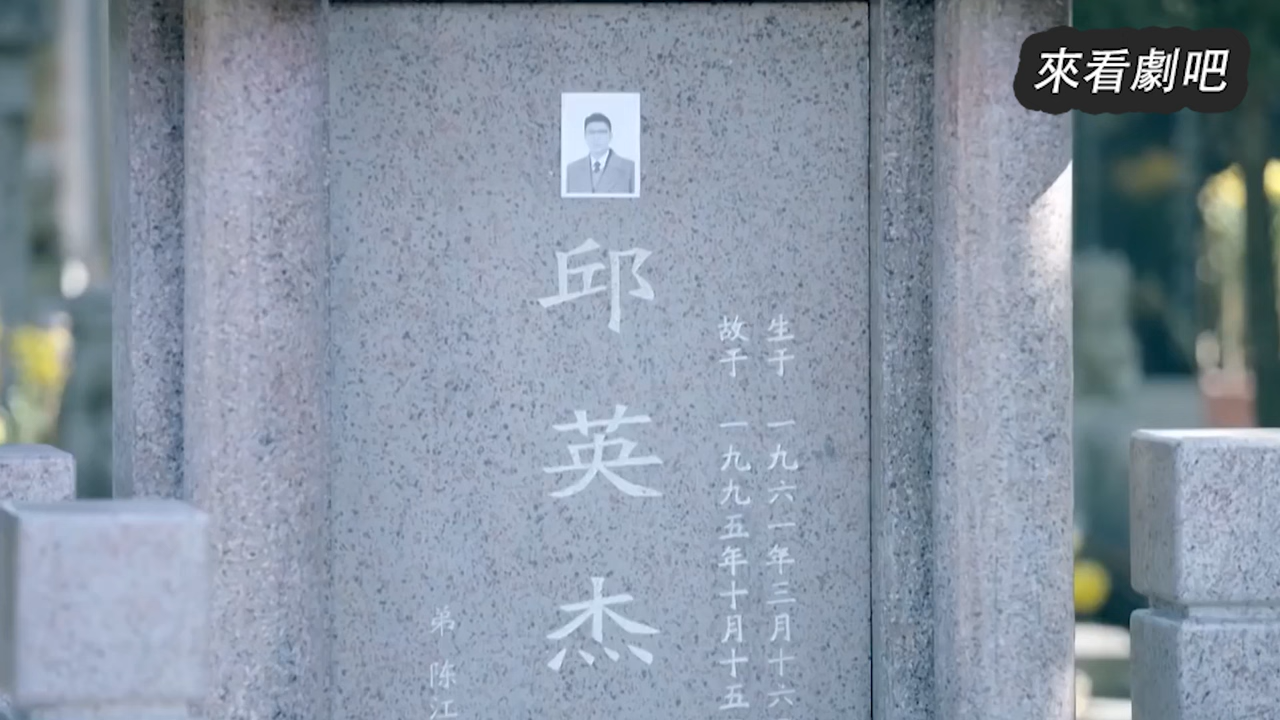 來看劇吧
生于 一九六一年三月十六
故于 一九九五年十月十五
邱英杰
弟 陈江